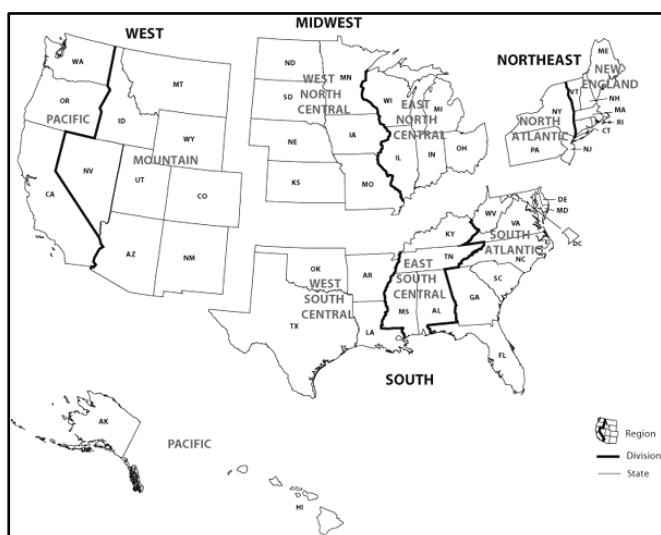 MIDWEST
WEST
NORTHEAST
WA
MT
ND
MN
ME
NEW
ENGLAND
VT
NH
MA
RI
CT
OR
PACIFIC
ID
WY
SD
WEST
NORTH
CENTRAL
WI
EAST
NORTH
CENTRAL
MI
NY
NORTH
ATLANTIC
PA
NJ
MOUNTAIN
NV
UT
CO
CA
NE
IA
KS
MO
IL
IN
OH
DE
MD
DC
WV
VA
SOUTH
ATLANTIC
NC
KY
TN
EAST
SOUTH
CENTRAL
SC
GA
AZ
NM
OK
AR
WEST
SOUTH
CENTRAL
TX
LA
MS
AL
FL
SOUTH
AK
PACIFIC
HI
Region
Division
State